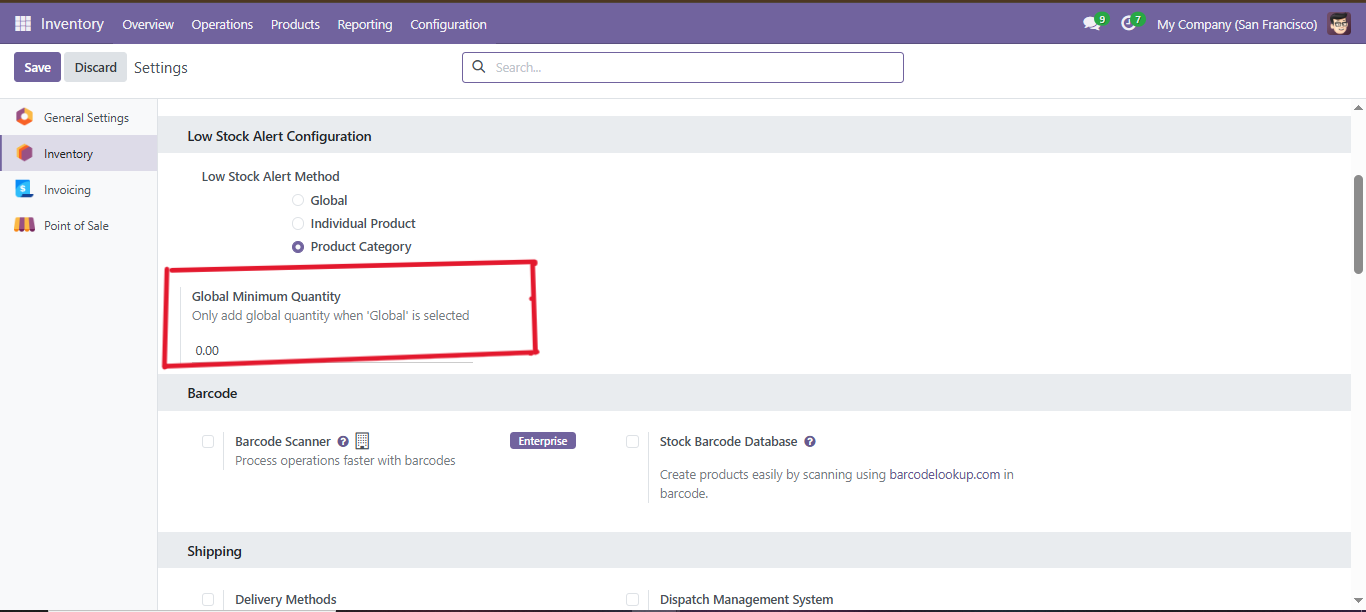 Inventory Overview Operations Products Reporting Configuration 9 7 My Company (San Francisco)
Save Discard Settings Search...
General Settings
Inventory
Invoicing
Point of Sale
Low Stock Alert Configuration
Low Stock Alert Method
Global
Individual Product
Product Category
Global Minimum Quantity
Only add global quantity when 'Global' is selected
0.00
Barcode
Barcode Scanner ? Enterprise
Process operations faster with barcodes
Stock Barcode Database ?
Create products easily by scanning using barcodelookup.com in
barcode.
Shipping
Delivery Methods
Dispatch Management System